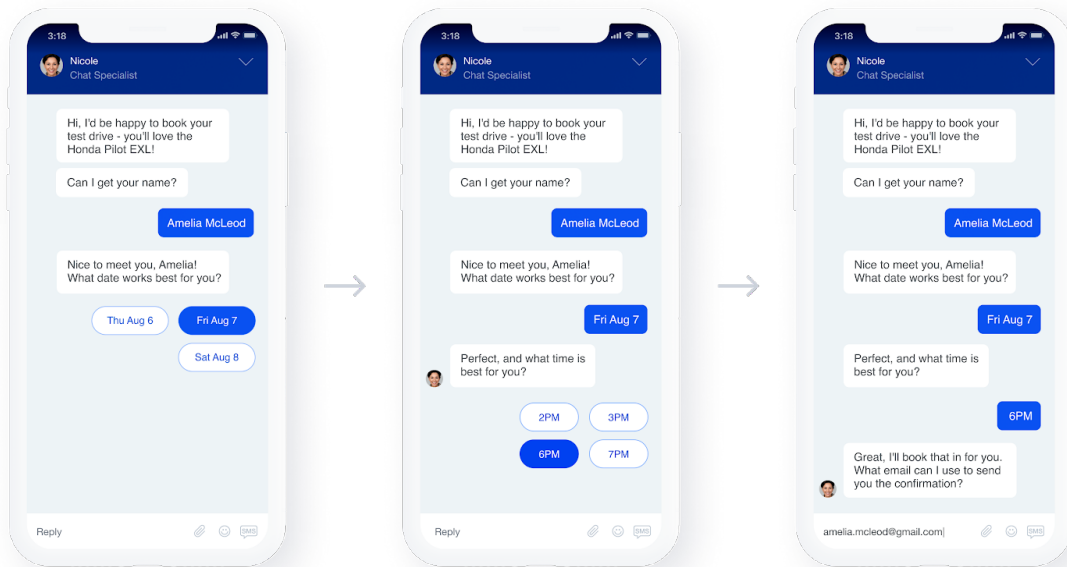 3:18
Nicole
Chat Specialist
Hi, I'd be happy to book your
test drive - you'll love the
Honda Pilot EXL!
Can I get your name?
Amelia McLeod
Nice to meet you, Amelia!
What date works best for you?
Thu Aug 6
Fri Aug 7
Sat Aug 8
Reply
SMS
3:18
Nicole
Chat Specialist
Hi, I'd be happy to book your
test drive - you'll love the
Honda Pilot EXL!
Can I get your name?
Amelia McLeod
Nice to meet you, Amelia!
What date works best for you?
Fri Aug 7
Perfect, and what time is
best for you?
2PM
3PM
6PM
7PM
Reply
SMS
3:18
Nicole
Chat Specialist
Hi, I'd be happy to book your
test drive - you'll love the
Honda Pilot EXL!
Can I get your name?
Amelia McLeod
Nice to meet you, Amelia!
What date works best for you?
Fri Aug 7
Perfect, and what time is
best for you?
6PM
Great, I'll book that in for you.
What email can I use to send
you the confirmation?
amelia.mcleod@gmail.com
SMS